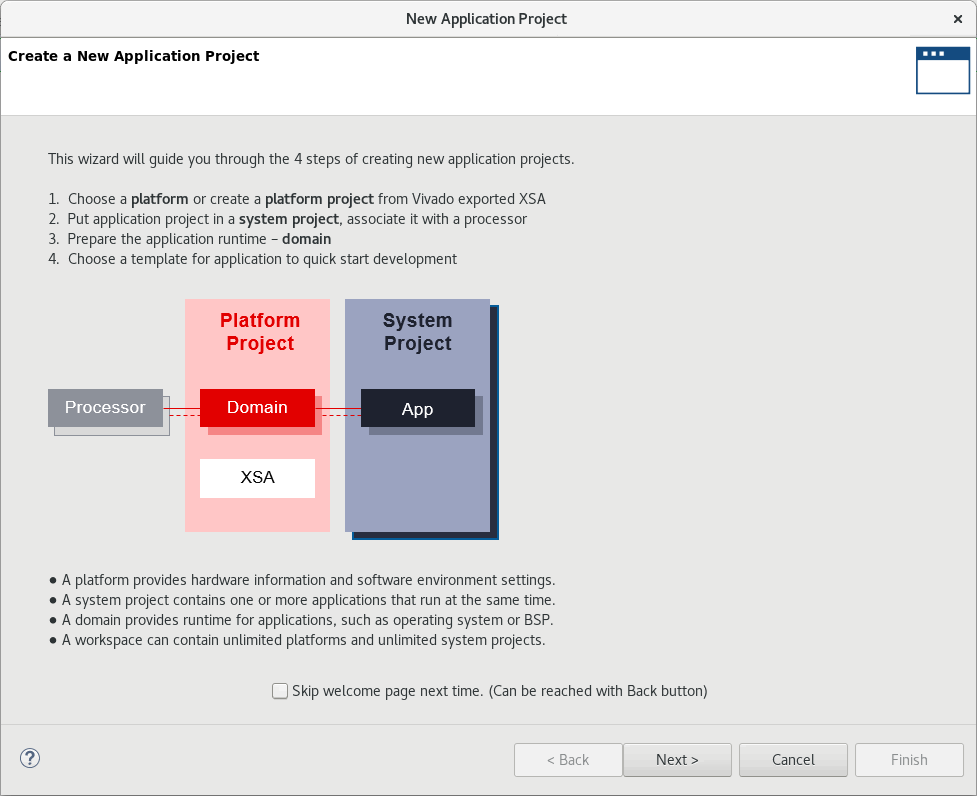 New Application Project
×
Create a New Application Project
This wizard will guide you through the 4 steps of creating new application projects.
1. Choose a platform or create a platform project from Vivado exported XSA
2. Put application project in a system project, associate it with a processor
3. Prepare the application runtime – domain
4. Choose a template for application to quick start development
Platform
Project
System
Project
Processor
Domain
App
XSA
● A platform provides hardware information and software environment settings.
● A system project contains one or more applications that run at the same time.
● A domain provides runtime for applications, such as operating system or BSP.
● A workspace can contain unlimited platforms and unlimited system projects.
Skip welcome page next time. (Can be reached with Back button)
?
< Back
Next >
Cancel
Finish